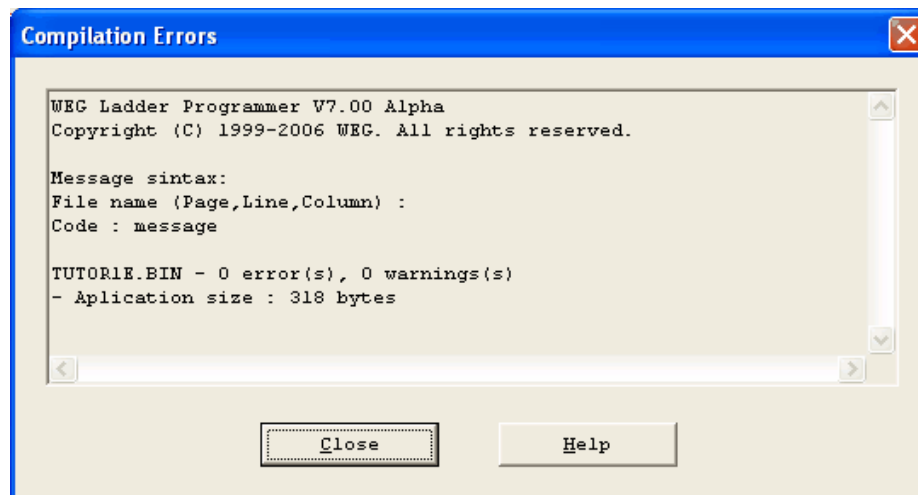 Compilation Errors
WEG Ladder Programmer V7.00 Alpha
Copyright (C) 1999-2006 WEG. All rights reserved.
Message sintax:
File name (Page,Line,Column) :
Code : message
TUTOR1E.BIN - 0 error(s), 0 warnings(s)
- Aplication size : 318 bytes
Close
Help